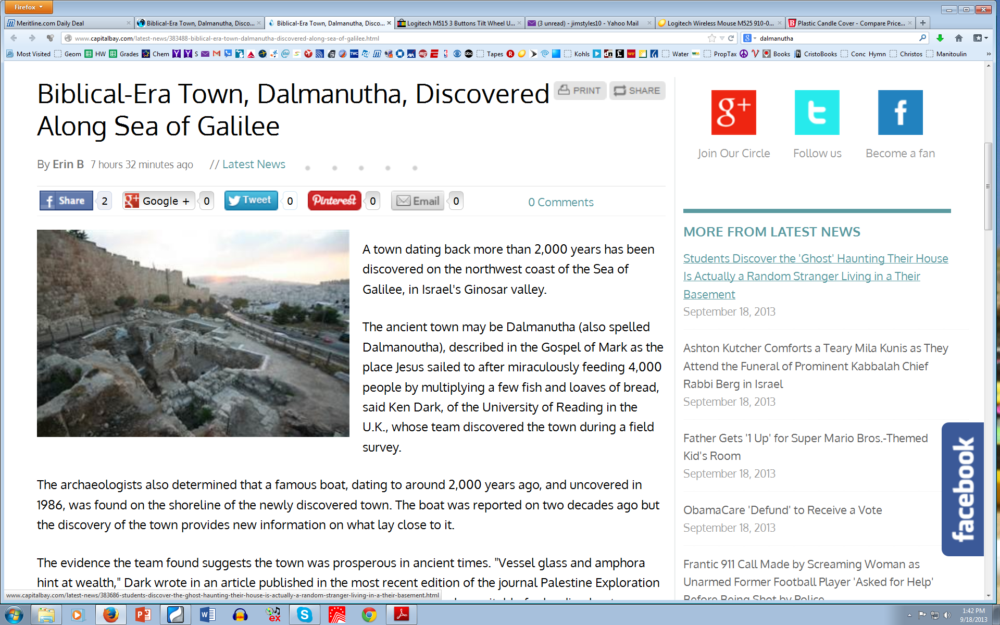 Firefox
Meritline.com Daily Deal
Biblical-Era Town, Dalmanutha, Disco...
Biblical-Era Town, Dalmanutha, Disco...
Logitech M515 3 Buttons Tilt Wheel U...
(3 unread) - jimstyles10 - Yahoo Mail
Logitech Wireless Mouse M525 910-0...
Plastic Candle Cover - Compare Price...
www.capitalbay.com/latest-news/383488-biblical-era-town-dalmanutha-discovered-along-sea-of-galilee.html
dalmanutha
Most Visited Geom HW Grades Chem S Tapes Kohls Water PropTax Books CristoBooks Conc Hymn Christos Manitoulin »
Biblical-Era Town, Dalmanutha, Discovered
Along Sea of Galilee
PRINT SHARE
By Erin B 7 hours 32 minutes ago // Latest News
Share 2 Google + 0 Tweet 0 Pinterest 0 Email 0 0 Comments
A town dating back more than 2,000 years has been
discovered on the northwest coast of the Sea of
Galilee, in Israel's Ginosar valley.
The ancient town may be Dalmanutha (also spelled
Dalmanoutha), described in the Gospel of Mark as the
place Jesus sailed to after miraculously feeding 4,000
people by multiplying a few fish and loaves of bread,
said Ken Dark, of the University of Reading in the
U.K., whose team discovered the town during a field
survey.
The archaeologists also determined that a famous boat, dating to around 2,000 years ago, and uncovered in
1986, was found on the shoreline of the newly discovered town. The boat was reported on two decades ago but
the discovery of the town provides new information on what lay close to it.
The evidence the team found suggests the town was prosperous in ancient times. "Vessel glass and amphora
hint at wealth," Dark wrote in an article published in the most recent edition of the journal Palestine Exploration
www.capitalbay.com/latest-news/383686-students-discover-the-ghost-haunting-their-house-is-actually-a-random-stranger-living-in-a-their-basement.html
Join Our Circle Follow us Become a fan
MORE FROM LATEST NEWS
Students Discover the 'Ghost' Haunting Their House
Is Actually a Random Stranger Living in a Their
Basement
September 18, 2013
Ashton Kutcher Comforts a Teary Mila Kunis as They
Attend the Funeral of Prominent Kabbalah Chief
Rabbi Berg in Israel
September 18, 2013
Father Gets '1 Up' for Super Mario Bros.-Themed
Kid's Room
September 18, 2013
ObamaCare 'Defund' to Receive a Vote
September 18, 2013
Frantic 911 Call Made by Screaming Woman as
Unarmed Former Football Player 'Asked for Help'
Before Being Shot by Police
facebook
1:42 PM
9/18/2013